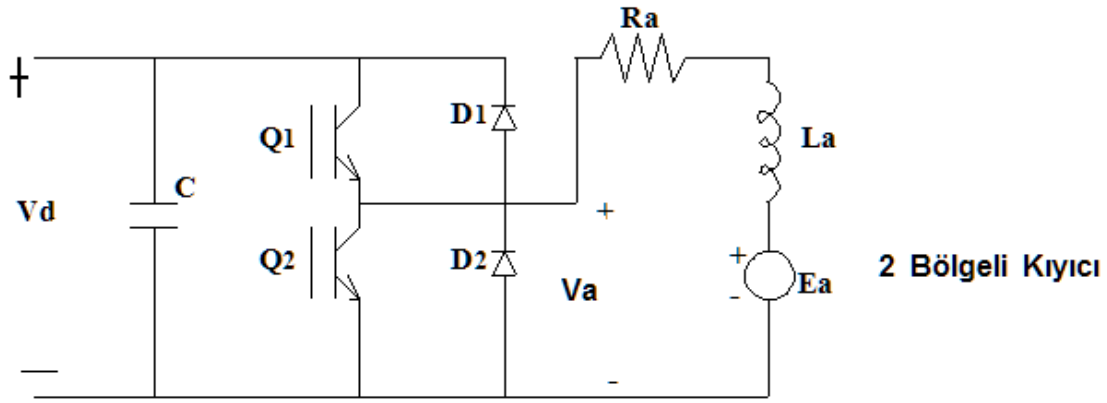 Ra
+
Q1
D1
La
C
Vd
+
Q2
D2
Va
+
-
Ea
2 Bölgeli Kıyıcı
-
—